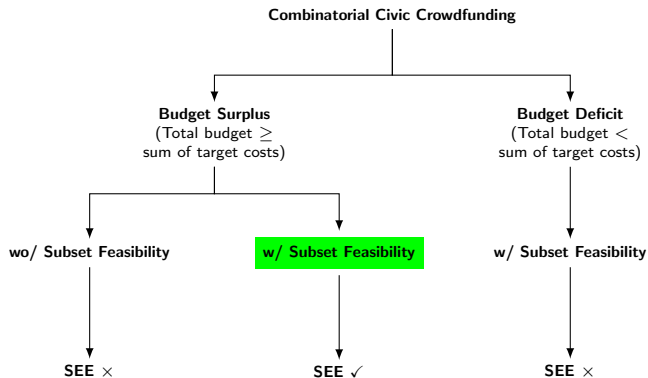 Combinatorial Civic Crowdfunding
Budget Surplus
(Total budget ≥
sum of target costs)
Budget Deficit
(Total budget <
sum of target costs)
wo/ Subset Feasibility
w/ Subset Feasibility
w/ Subset Feasibility
SEE ×
SEE ✓
SEE ×